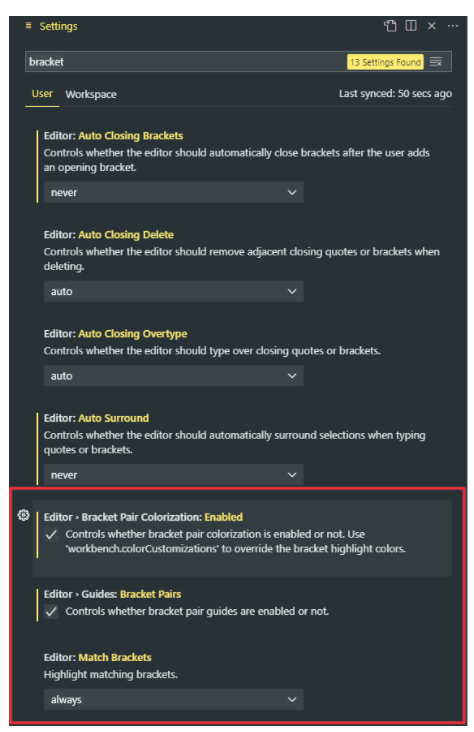 Settings
bracket
13 Settings Found
User Workspace Last synced: 50 secs ago
Editor: Auto Closing Brackets
Controls whether the editor should automatically close brackets after the user adds
an opening bracket.
never
Editor: Auto Closing Delete
Controls whether the editor should remove adjacent closing quotes or brackets when
deleting.
auto
Editor: Auto Closing Overtype
Controls whether the editor should type over closing quotes or brackets.
auto
Editor: Auto Surround
Controls whether the editor should automatically surround selections when typing
quotes or brackets.
never
Editor › Bracket Pair Colorization: Enabled
Controls whether bracket pair colorization is enabled or not. Use
'workbench.colorCustomizations' to override the bracket highlight colors.
Editor › Guides: Bracket Pairs
Controls whether bracket pair guides are enabled or not.
Editor: Match Brackets
Highlight matching brackets.
always